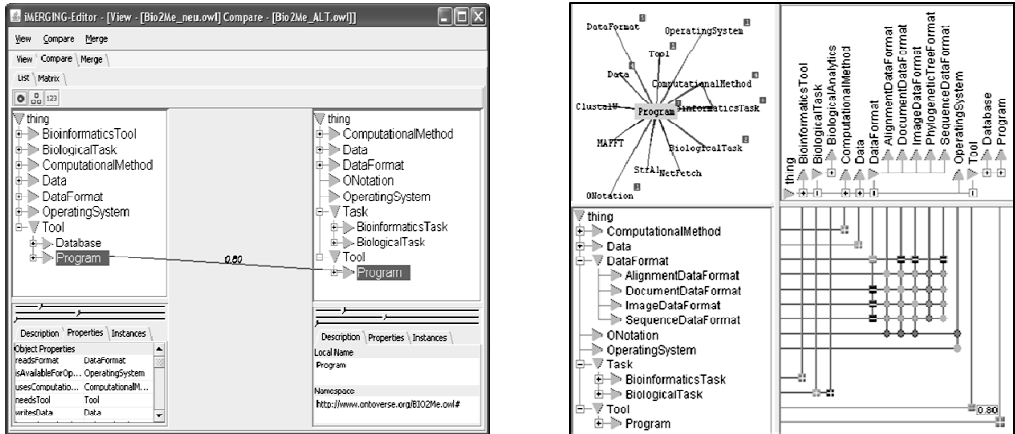 iMERGING-Editor - [View - [Bio2Me_neu.owl] Compare - [Bio2Me_ALT.owl]]
View Compare Merge
View Compare Merge
List Matrix
123
thing
BioinformaticsTool
BiologicalTask
ComputationalMethod
Data
DataFormat
OperatingSystem
Tool
Database
Program
0.80
thing
ComputationalMethod
Data
DataFormat
ONotation
OperatingSystem
Task
BioinformaticsTask
BiologicalTask
Tool
Program
Description Properties Instances
Object Properties
readsFormat DataFormat
isAvailableForOp... OperatingSystem
usesComputatio... ComputationalM...
needsTool Tool
writesData Data
Description Properties Instances
Local Name
Program
Namespace
http://www.ontoverse.org/BIO2Me.owl#
DataFormat
OperatingSystem
Tool
Data
ComputationalMethod
ClustalW
Program
MAFFT
BiologicalTask
StrAl
NetFetch
ONotation
thing
BioinformaticsTool
BiologicalTask
BiologicalAnalytics
ComputationalMethod
Data
DataFormat
AlignmentDataFormat
DocumentDataFormat
ImageDataFormat
PhylogeneticTreeFormat
SequenceDataFormat
OperatingSystem
Tool
Database
Program
thing
ComputationalMethod
Data
DataFormat
AlignmentDataFormat
DocumentDataFormat
ImageDataFormat
SequenceDataFormat
ONotation
OperatingSystem
Task
BioinformaticsTask
BiologicalTask
Tool
Program
0.80